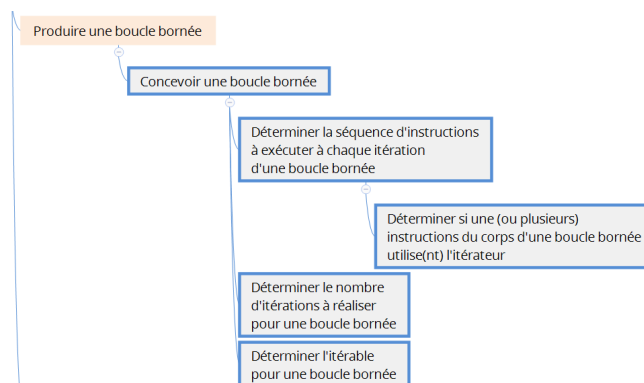 Produire une boucle bornée
Concevoir une boucle bornée
Déterminer la séquence d'instructions
à exécuter à chaque itération
d'une boucle bornée
Déterminer si une (ou plusieurs)
instructions du corps d'une boucle bornée
utilise(nt) l'itérateur
Déterminer le nombre
d'itérations à réaliser
pour une boucle bornée
Déterminer l'itérable
pour une boucle bornée